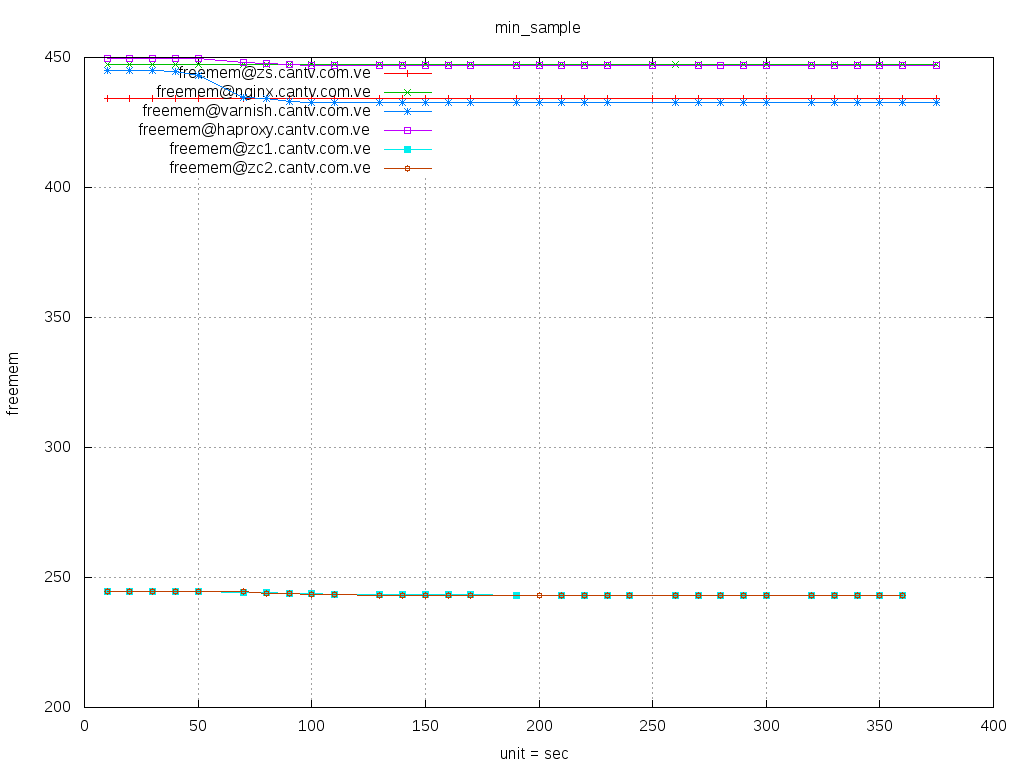 min_sample
450
400
350
300
250
200
freemem
freemem@zs.cantv.com.ve
freemem@nginx.cantv.com.ve
freemem@varnish.cantv.com.ve
freemem@haproxy.cantv.com.ve
freemem@zc1.cantv.com.ve
freemem@zc2.cantv.com.ve
0 50 100 150 200 250 300 350 400
unit = sec